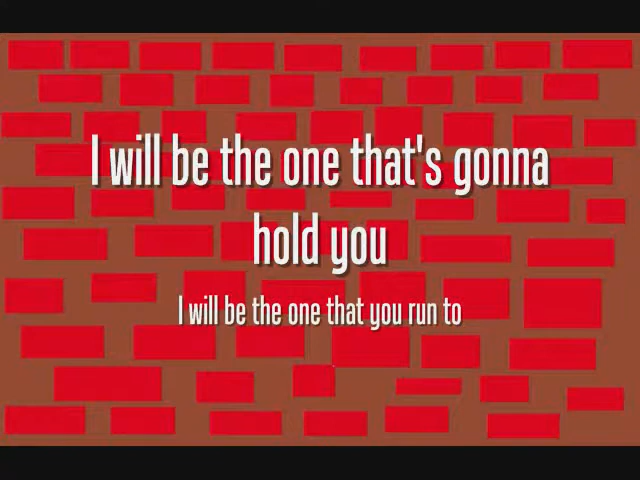 I will be the one that's gonna
hold you
I will be the one that you run to